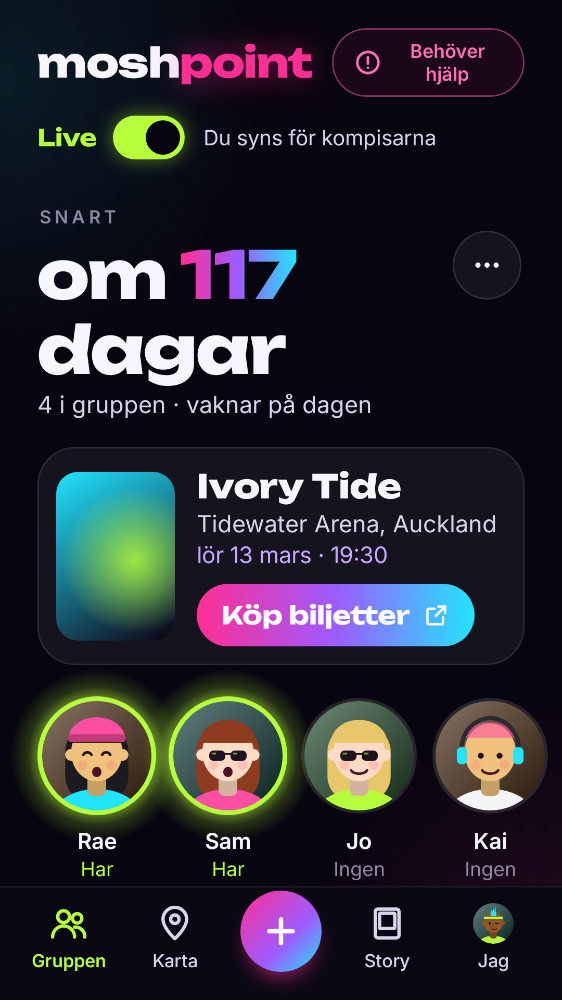 moshpoint
Behöver
hjälp
Live
Du syns för kompisarna
SNART
om 117
dagar
4 i gruppen · vaknar på dagen
Ivory Tide
Tidewater Arena, Auckland
lör 13 mars · 19:30
Köp biljetter
Rae
Sam
Jo
Kai
Har
Har
Ingen
Ingen
Gruppen
Karta
Story
Jag